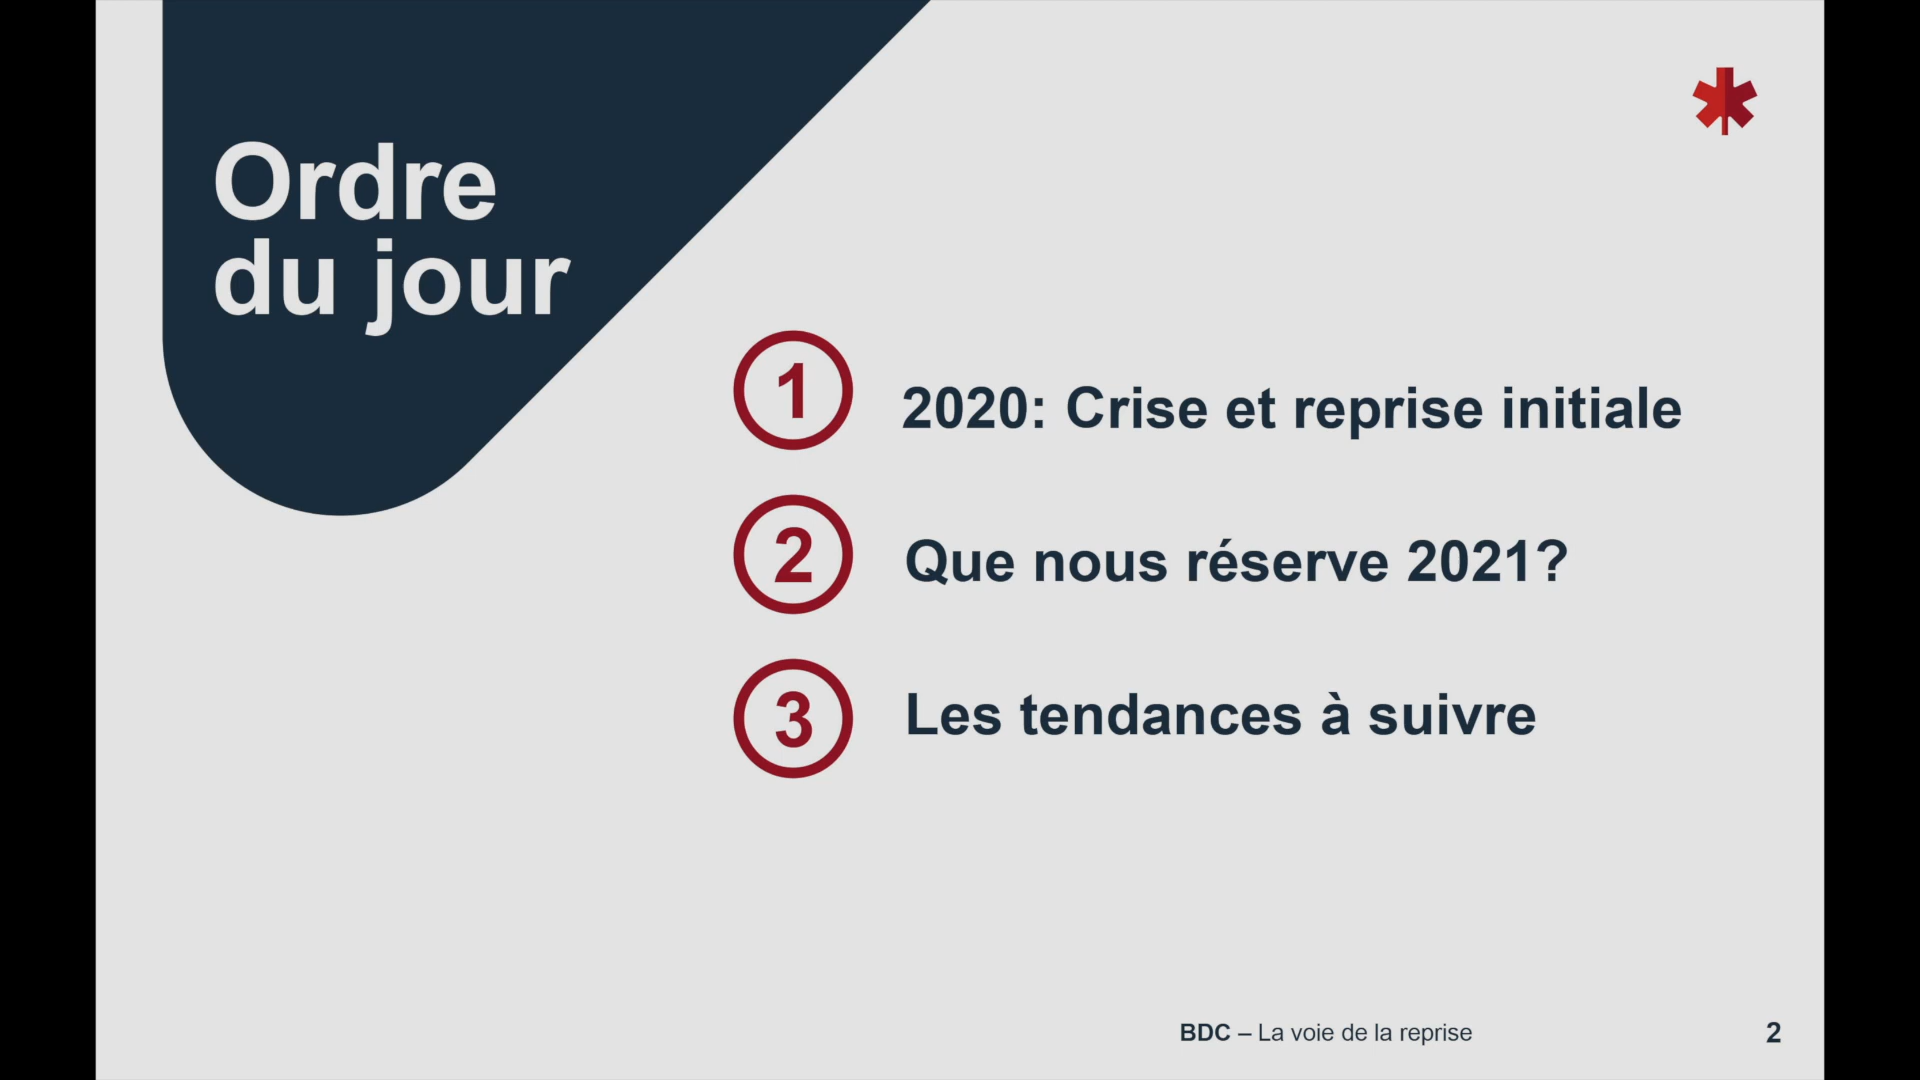 Ordre
du jour
1
2020: Crise et reprise initiale
2
Que nous réserve 2021?
3
Les tendances à suivre
BDC – La voie de la reprise
2